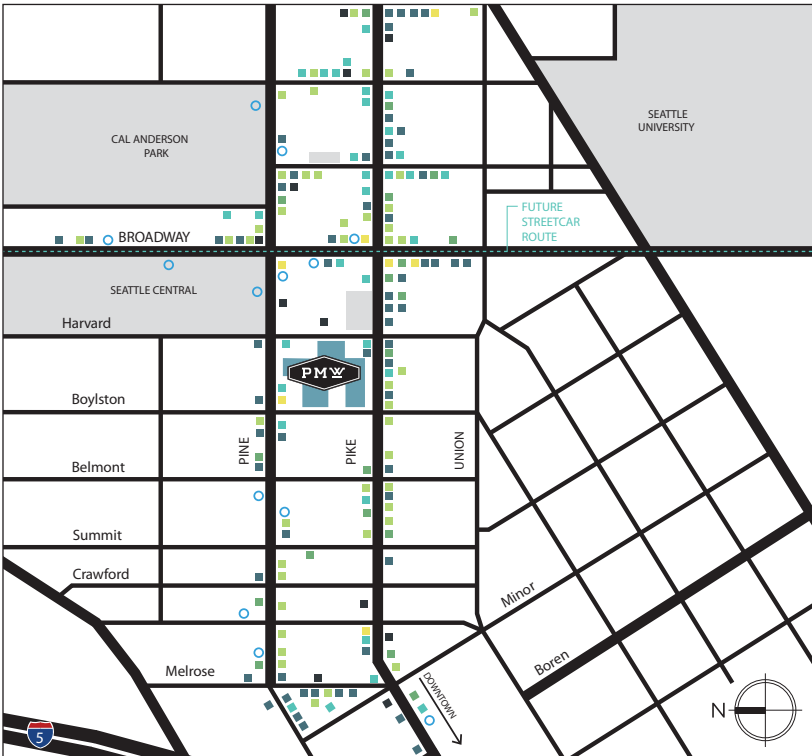 SEATTLE
UNIVERSITY
CAL ANDERSON
PARK
FUTURE
STREETCAR
ROUTE
BROADWAY
SEATTLE CENTRAL
Harvard
PMW
Boylston
PINE
PIKE
UNION
Belmont
Summit
Crawford
Minor
Boren
Melrose
DOWNTOWN
N
5